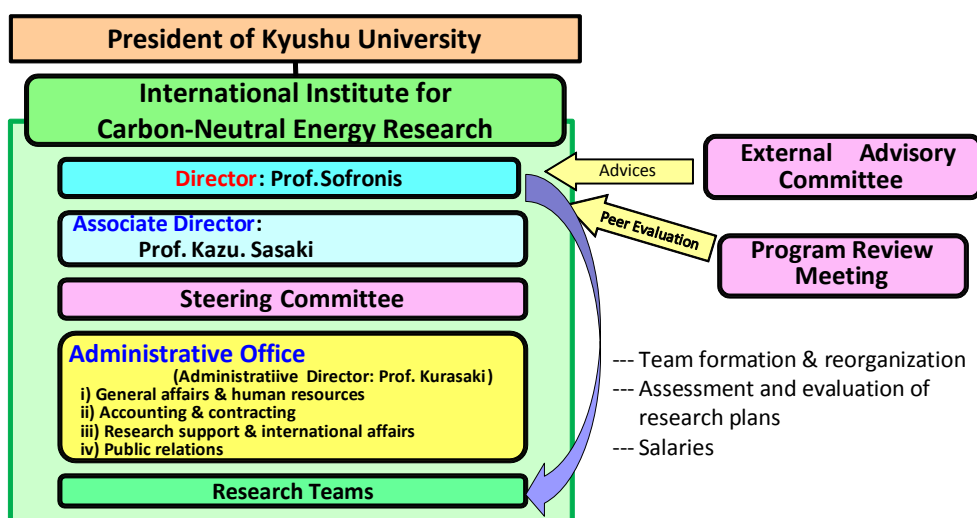 President of Kyushu University
International Institute for
Carbon-Neutral Energy Research
Director: Prof.Sofronis
Associate Director:
Prof. Kazu. Sasaki
Steering Committee
Administrative Office
(Administratiive Director: Prof. Kurasaki)
i) General affairs & human resources
ii) Accounting & contracting
iii) Research support & international affairs
iv) Public relations
Research Teams
Advices
External Advisory
Committee
Peer Evaluation
Program Review
Meeting
--- Team formation & reorganization
--- Assessment and evaluation of
research plans
--- Salaries